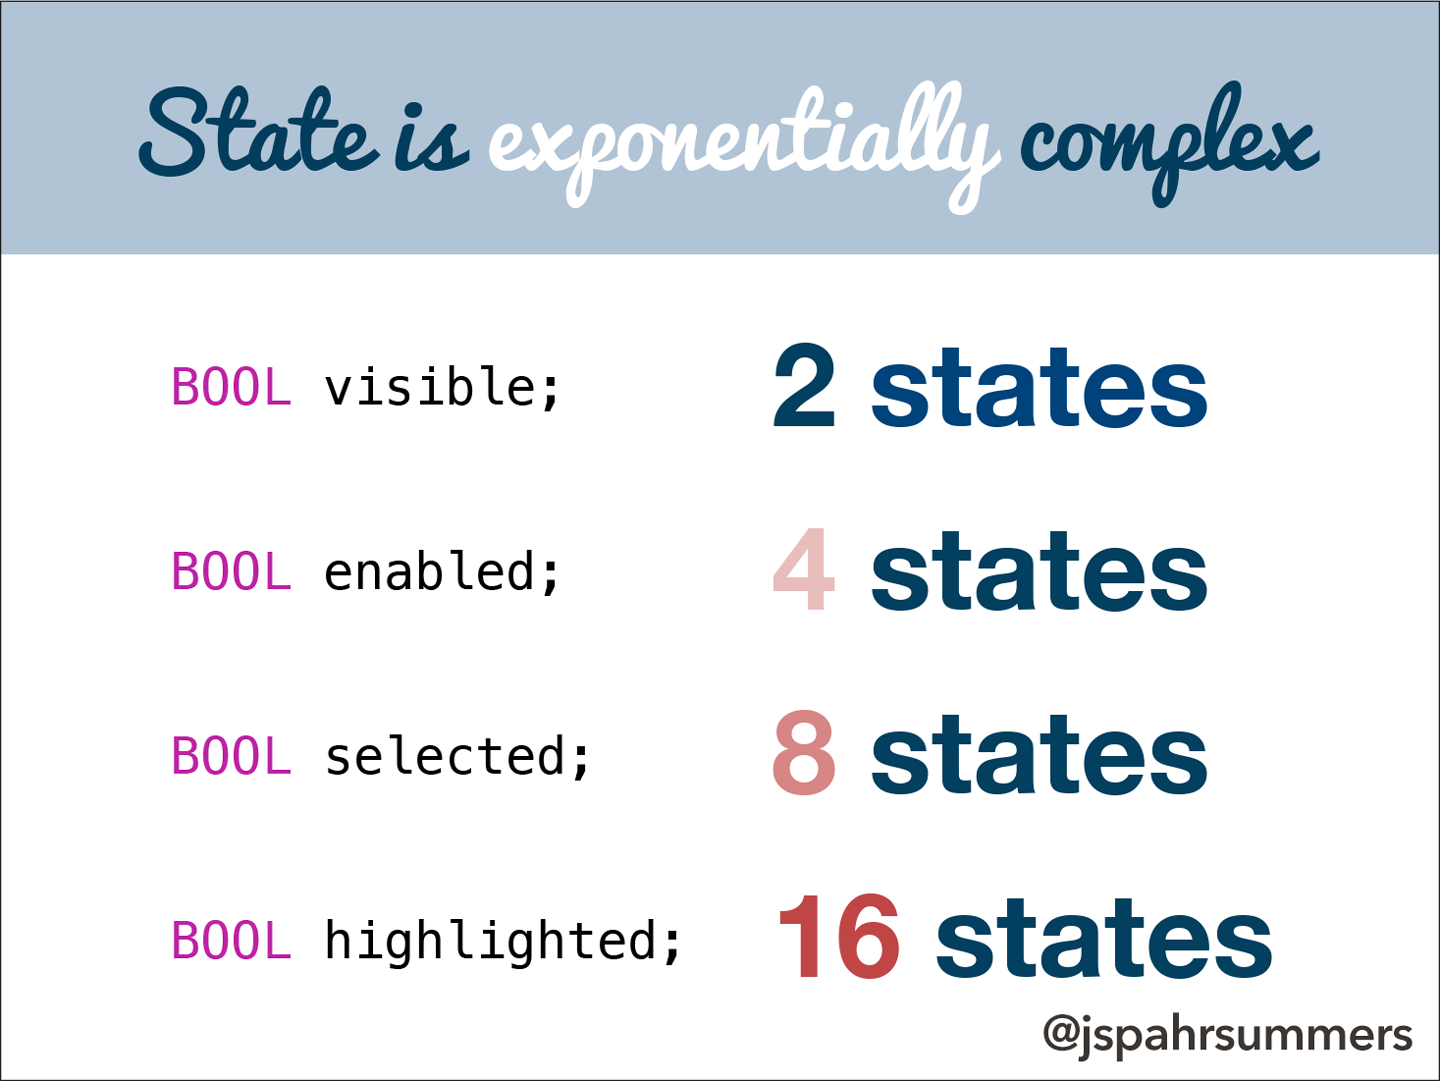 State is exponentially complex
BOOL visible; 2 states
BOOL enabled; 4 states
BOOL selected; 8 states
BOOL highlighted; 16 states
@jspahrsummers